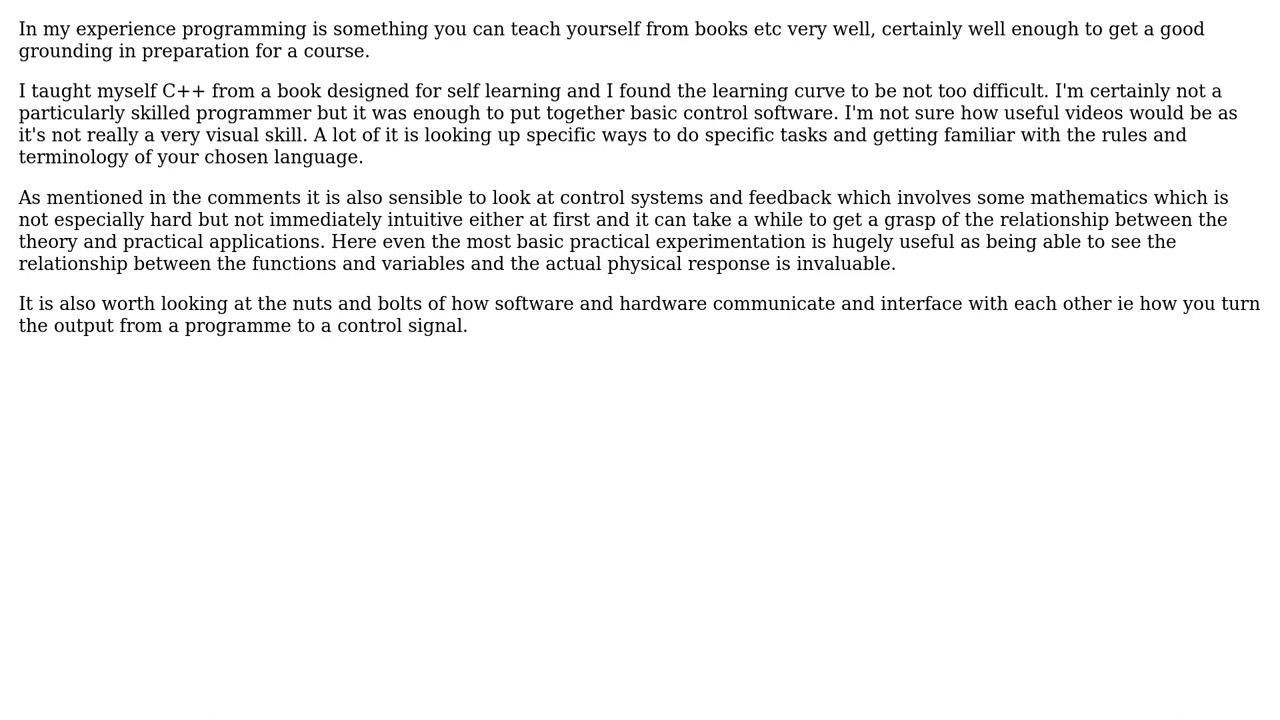 In my experience programming is something you can teach yourself from books etc very well, certainly well enough to get a good
grounding in preparation for a course.
I taught myself C++ from a book designed for self learning and I found the learning curve to be not too difficult. I'm certainly not a
particularly skilled programmer but it was enough to put together basic control software. I'm not sure how useful videos would be as
it's not really a very visual skill. A lot of it is looking up specific ways to do specific tasks and getting familiar with the rules and
terminology of your chosen language.
As mentioned in the comments it is also sensible to look at control systems and feedback which involves some mathematics which is
not especially hard but not immediately intuitive either at first and it can take a while to get a grasp of the relationship between the
theory and practical applications. Here even the most basic practical experimentation is hugely useful as being able to see the
relationship between the functions and variables and the actual physical response is invaluable.
It is also worth looking at the nuts and bolts of how software and hardware communicate and interface with each other ie how you turn
the output from a programme to a control signal.